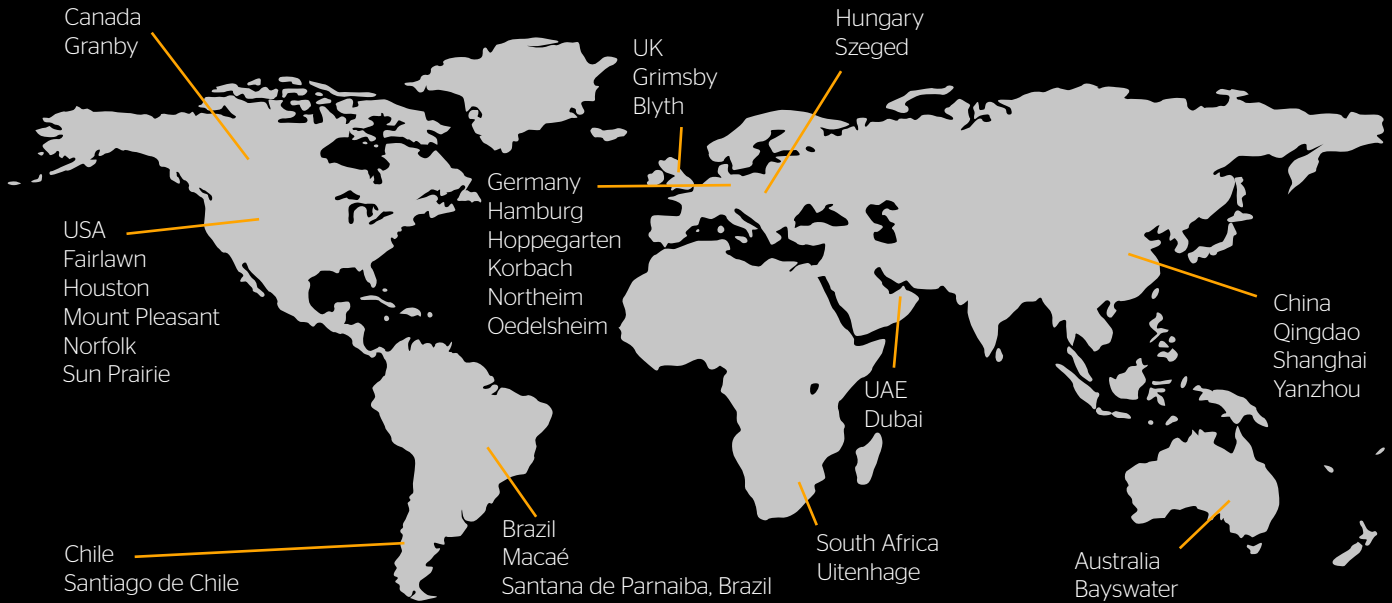 Canada
Granby
UK
Grimsby
Blyth
Hungary
Szeged
USA
Fairlawn
Houston
Mount Pleasant
Norfolk
Sun Prairie
Germany
Hamburg
Hoppegarten
Korbach
Northeim
Oedelsheim
UAE
Dubai
China
Qingdao
Shanghai
Yanzhou
Chile
Santiago de Chile
Brazil
Macaé
Santana de Parnaiba, Brazil
South Africa
Uitenhage
Australia
Bayswater